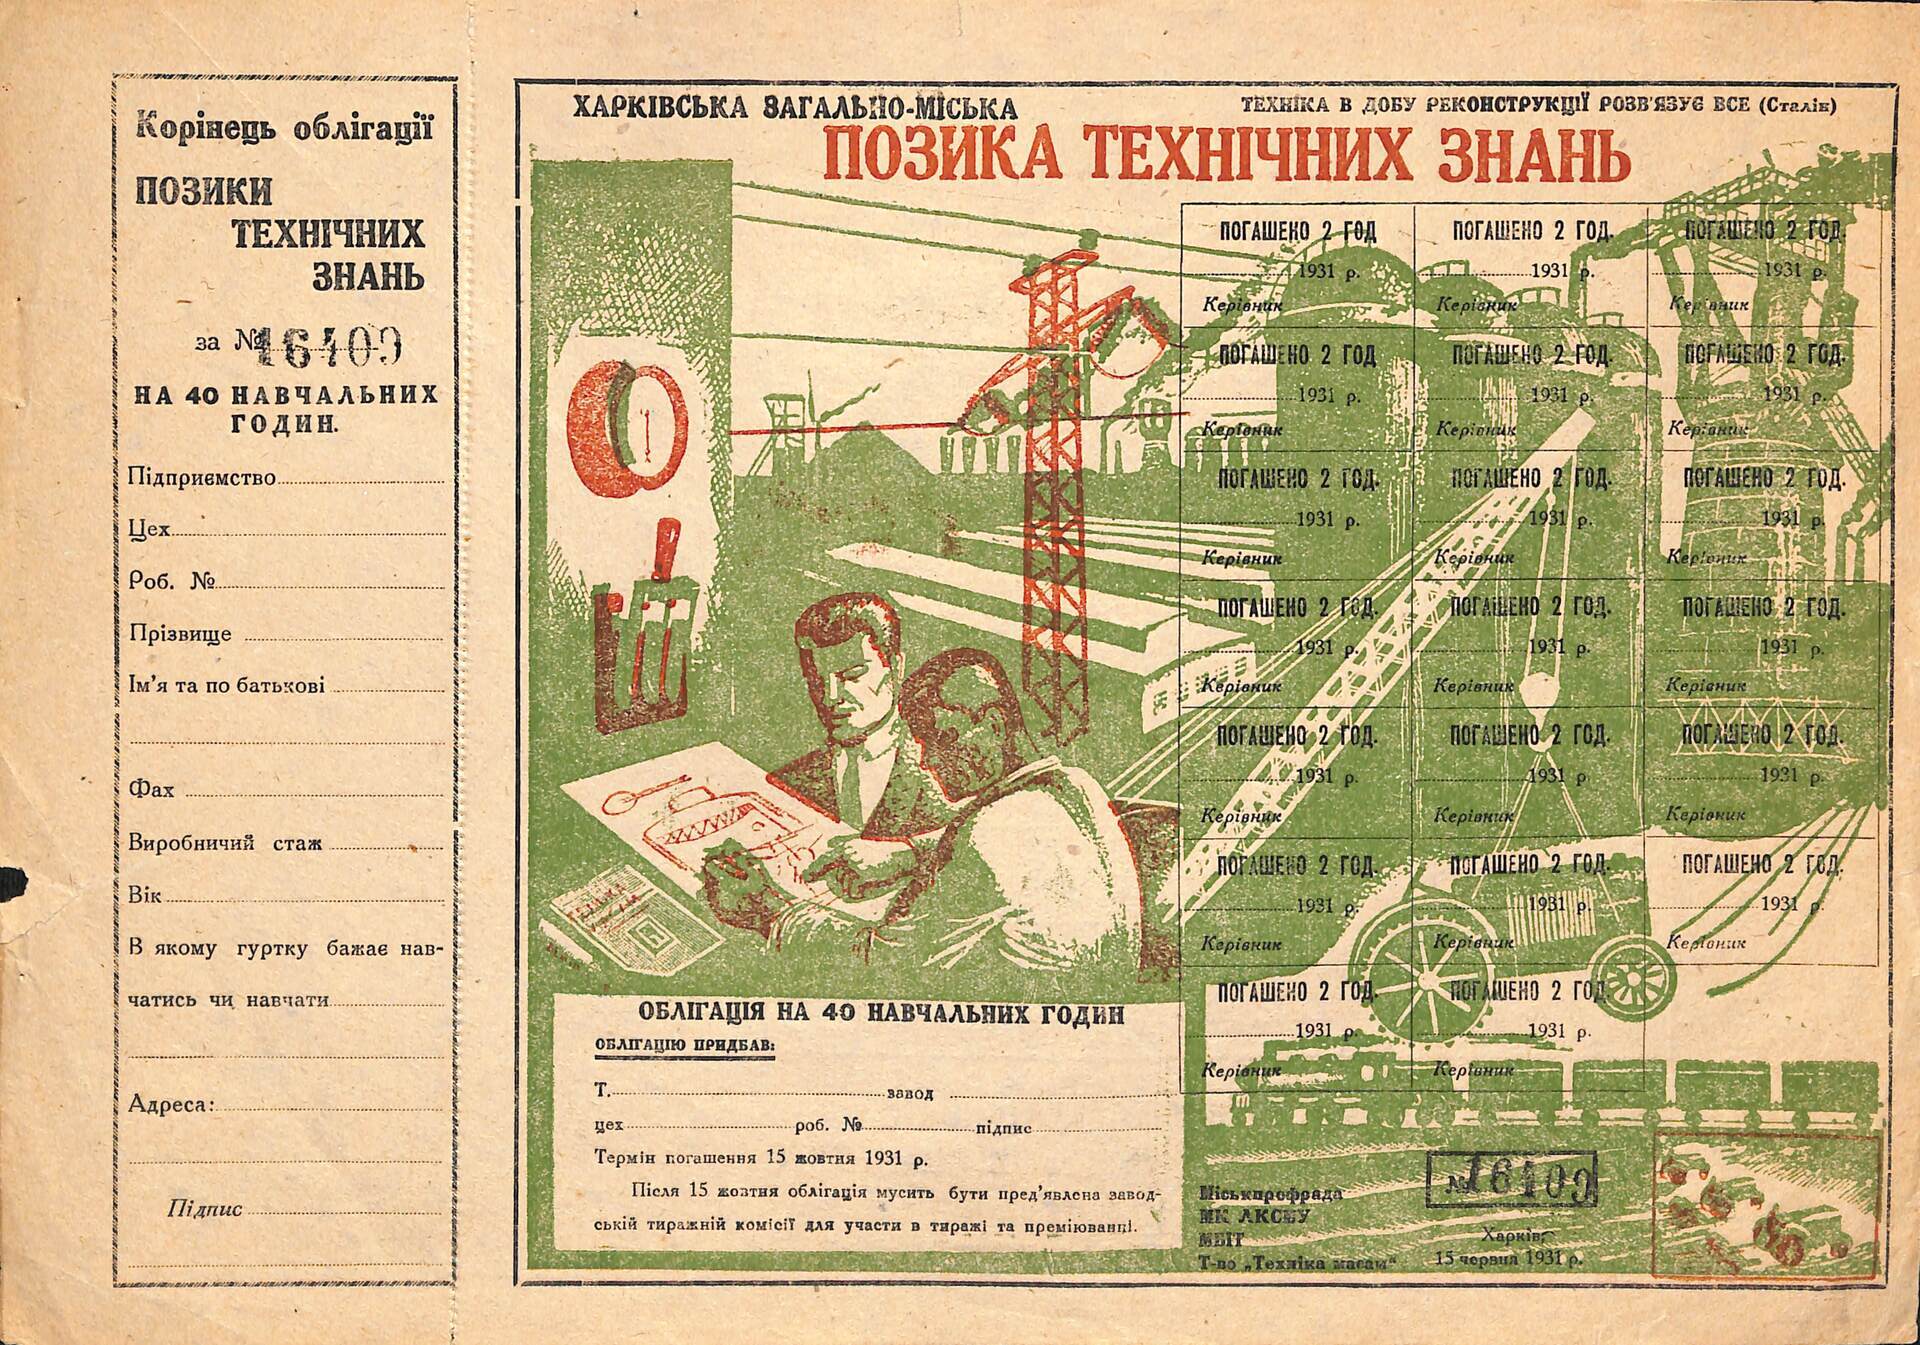 Корінець облігації
ПОЗИКИ
ТЕХНІЧНИХ
ЗНАНЬ
за № 16409
НА 40 НАВЧАЛЬНИХ
ГОДИН.
Підприємство
Цех
Роб. №
Прізвище
Ім'я та по батькові
Фах
Виробничий стаж
Вік
В якому гуртку бажає нав-
чатись чи навчати
Адреса:
Підпис
ХАРКІВСЬКА ЗАГАЛЬНО-МІСЬКА
ТЕХНІКА В ДОБУ РЕКОНСТРУКЦІЇ РОЗВ'ЯЗУЄ ВСЕ (Сталін)
ПОЗИКА ТЕХНІЧНИХ ЗНАНЬ
ПОГАШЕНО 2 ГОД ПОГАШЕНО 2 ГОД. ПОГАШЕНО 2 ГОД.
1931 р. 1931 р. 1931 р.
Керівник Керівник Керівник
ПОГАШЕНО 2 ГОД ПОГАШЕНО 2 ГОД. ПОГАШЕНО 2 ГОД.
1931 р. 1931 р. 1931 р.
Керівник Керівник Керівник
ПОГАШЕНО 2 ГОД. ПОГАШЕНО 2 ГОД. ПОГАШЕНО 2 ГОД.
1931 р. 1931 р. 1931 р.
Керівник Керівник Керівник
ПОГАШЕНО 2 ГОД. ПОГАШЕНО 2 ГОД. ПОГАШЕНО 2 ГОД.
1931 р. 1931 р. 1931 р.
Керівник Керівник Керівник
ПОГАШЕНО 2 ГОД. ПОГАШЕНО 2 ГОД. ПОГАШЕНО 2 ГОД.
1931 р. 1931 р 1931 р.
Керівник Керівник Керівник
ПОГАШЕНО 2 ГОД. ПОГАШЕНО 2 ГОД. ПОГАШЕНО 2 ГОД.
1931 р. 1931 р. 1931 р.
Керівник Керівник Керівник
ПОГАШЕНО 2 ГОД. ПОГАШЕНО 2 ГОД
1931 р. 1931 р.
Керівник Керівник
ТЕХНІКА
ОБЛІГАЦІЯ НА 40 НАВЧАЛЬНИХ ГОДИН
ОБЛІГАЦІЮ ПРИДБАВ:
Т. завод
цех роб. № підпис
Термін погашення 15 жовтня 1931 р.
Після 15 жовтня облігація мусить бути пред'явлена завод-
ській тиражній комісії для участи в тиражі та преміюванні.
Міськпрофрада
МК ЛКСМУ
МБІТ
Т-во „Техніка масам"
№ 16409
Харків,
15 червня 1931 р.